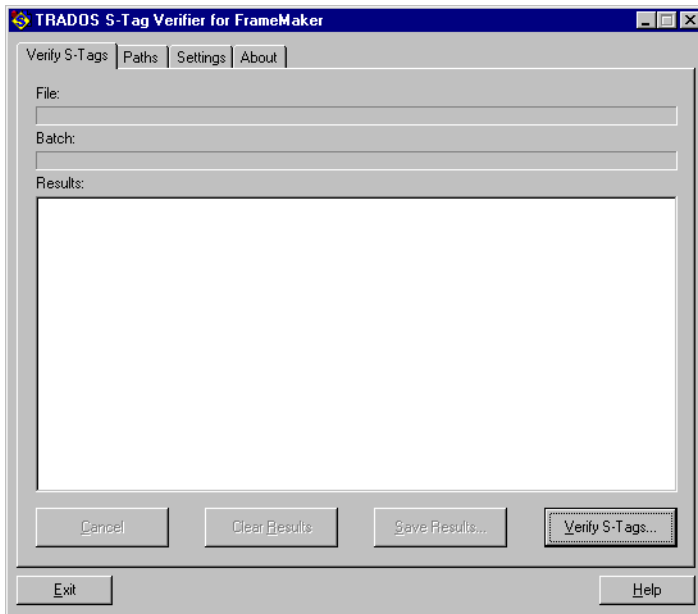 TRADOS S-Tag Verifier for FrameMaker
Verify S-Tags Paths Settings About
File:
Batch:
Results:
Cancel Clear Results Save Results... Verify S-Tags...
Exit Help